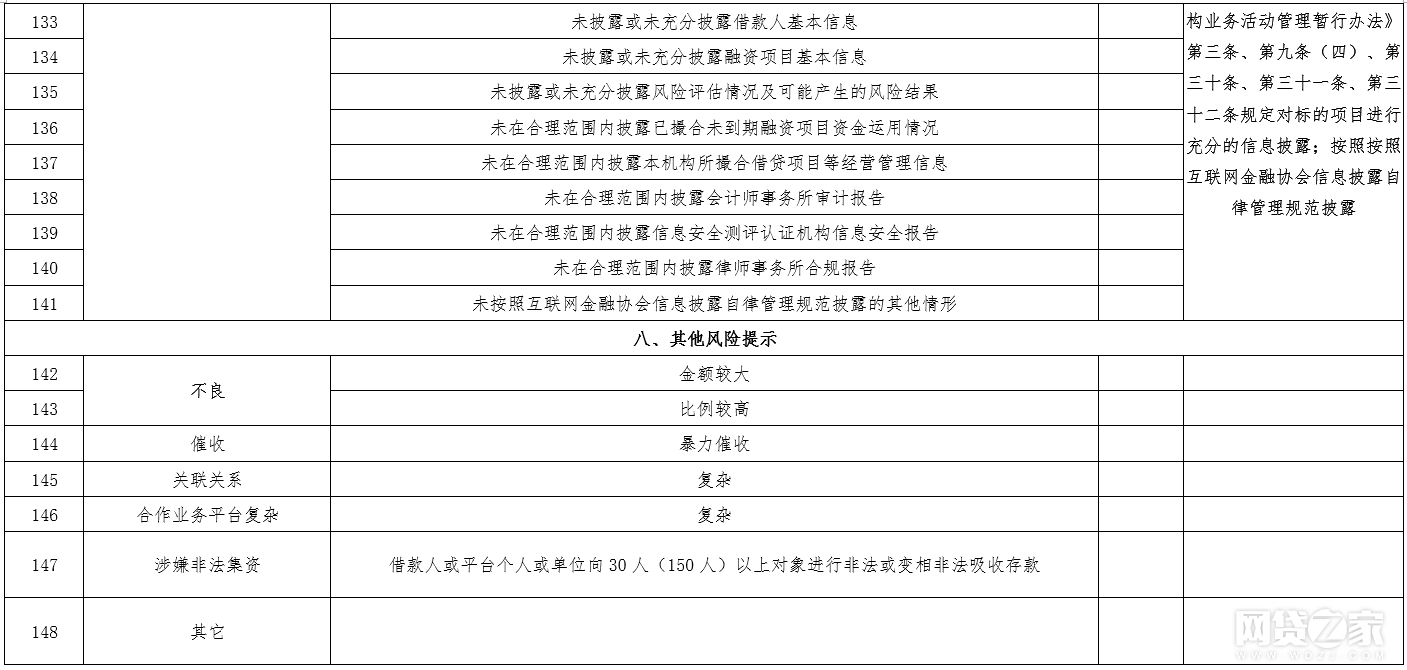 133 未披露或未充分披露借款人基本信息
134 未披露或未充分披露融资项目基本信息
135 未披露或未充分披露风险评估情况及可能产生的风险结果
136 未在合理范围内披露已撮合未到期融资项目资金运用情况
137 未在合理范围内披露本机构所撮合借贷项目等经营管理信息
138 未在合理范围内披露会计师事务所审计报告
139 未在合理范围内披露信息安全测评认证机构信息安全报告
140 未在合理范围内披露律师事务所合规报告
141 未按照互联网金融协会信息披露自律管理规范披露的其他情形
构业务活动管理暂行办法》
第三条、第九条（四）、第
三十条、第三十一条、第三
十二条规定对标的项目进行
充分的信息披露；按照按照
互联网金融协会信息披露自
律管理规范披露
八、其他风险提示
142 不良 金额较大
143 比例较高
144 催收 暴力催收
145 关联关系 复杂
146 合作业务平台复杂 复杂
147 涉嫌非法集资 借款人或平台个人或单位向30人（150人）以上对象进行非法或变相非法吸收存款
148 其它
网贷之家
WWW.WDZJ.COM